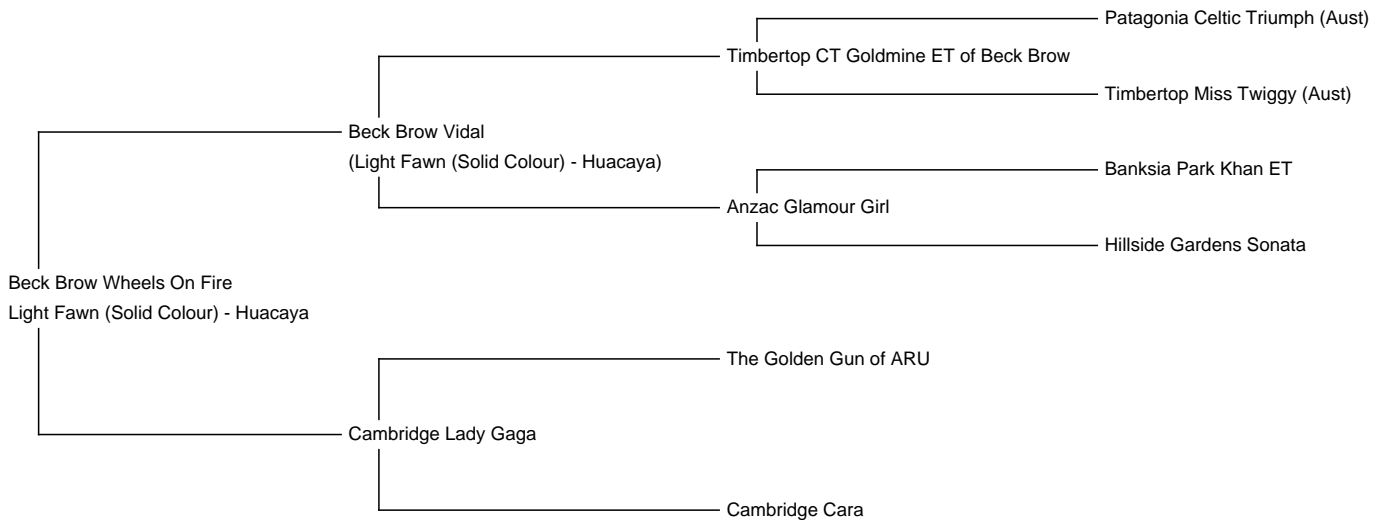 Patagonia Celtic Triumph (Aust)
Timbertop CT Goldmine ET of Beck Brow
Timbertop Miss Twiggy (Aust)
Beck Brow Vidal
(Light Fawn (Solid Colour) - Huacaya)
Banksia Park Khan ET
Anzac Glamour Girl
Hillside Gardens Sonata
Beck Brow Wheels On Fire
Light Fawn (Solid Colour) - Huacaya
The Golden Gun of ARU
Cambridge Lady Gaga
Cambridge Cara